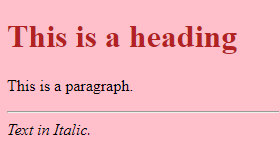 This is a heading
This is a paragraph.
Text in Italic.